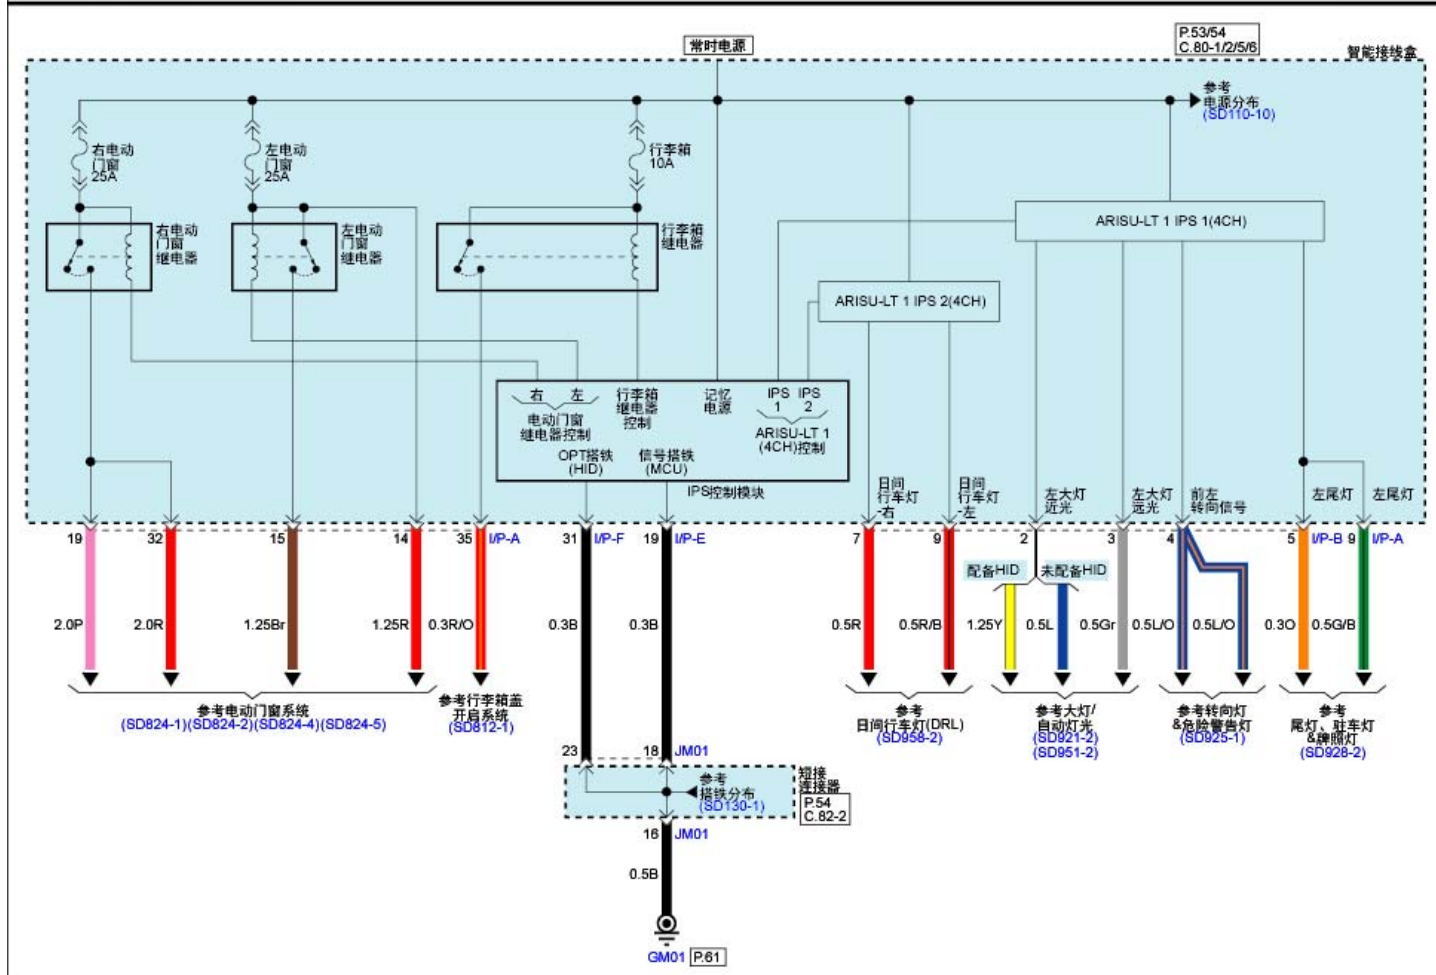 常时电源
P.53/54
C.80-1/2/5/6
智能接线盒
参考
电源分布
(SD110-10)
右电动
门窗
25A
左电动
门窗
25A
行李箱
10A
右电动
门窗
继电器
左电动
门窗
继电器
行李箱
继电器
ARISU-LT 1 IPS 1(4CH)
ARISU-LT 1 IPS 2(4CH)
右 左
电动门窗
继电器控制
行李箱
继电器
控制
记忆
电源
IPS IPS
1 2
ARISU-LT 1
(4CH)控制
OPT搭铁
(HID)
信号搭铁
(MCU)
IPS控制模块
日间
行车灯
-右
日间
行车灯
-左
左大灯
近光
左大灯
远光
前左
转向信号
左尾灯
左尾灯
19 32 15 14 35 I/P-A 31 I/P-F 19 I/P-E 7 9 2 3 4 5 I/P-B 9 I/P-A
配备HID 未配备HID
2.0P 2.0R 1.25Br 1.25R 0.3R/O 0.3B 0.3B 0.5R 0.5R/B 1.25Y 0.5L 0.5Gr 0.5L/O 0.5L/O 0.3O 0.5G/B
参考电动门窗系统
(SD824-1)(SD824-2)(SD824-4)(SD824-5)
参考行李箱盖
开启系统
(SD812-1)
参考
日间行车灯(DRL)
(SD958-2)
参考大灯/
自动灯光
(SD921-2)
(SD951-2)
参考转向灯
&危险警告灯
(SD925-1)
参考
尾灯、驻车灯
&牌照灯
(SD928-2)
23 18 JM01
参考
搭铁分布
(SD130-1)
短接
连接器
P.54
C.82-2
16 JM01
0.5B
GM01 P.61